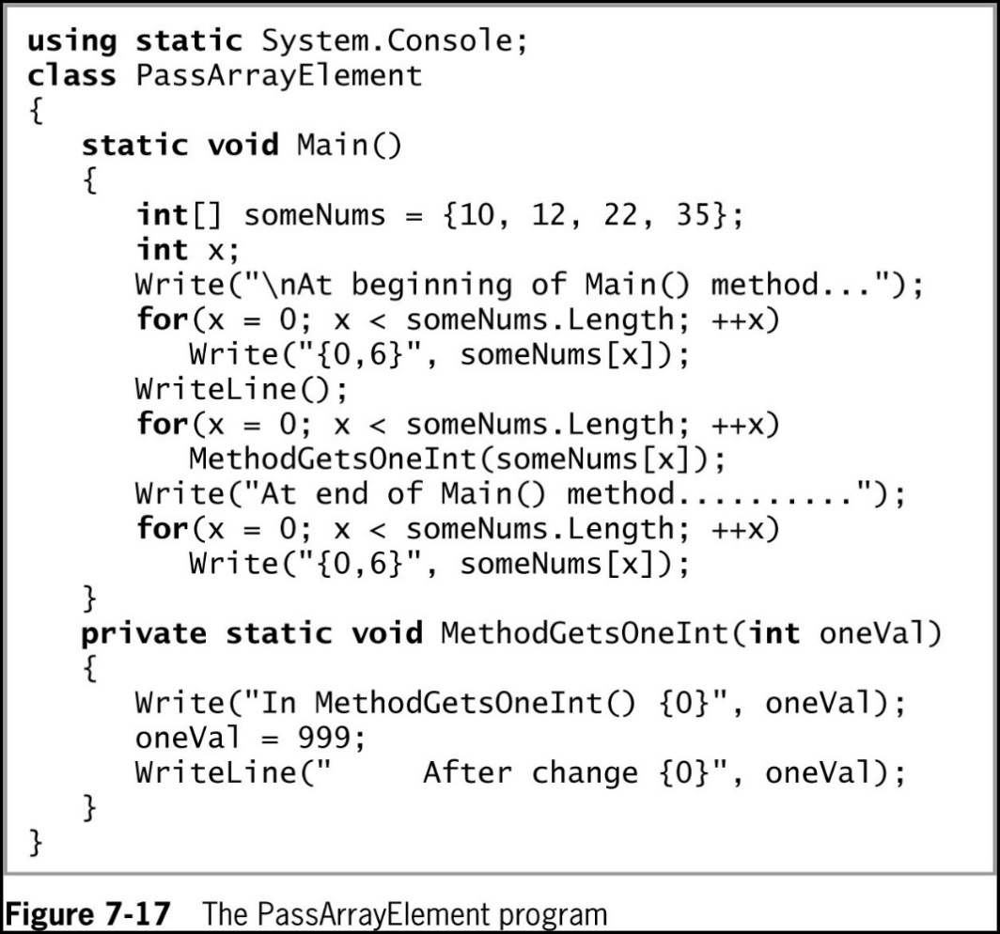 using static System.Console;
class PassArrayElement
{
   static void Main()
   {
      int[] someNums = {10, 12, 22, 35};
      int x;
      Write("\nAt beginning of Main() method...");
      for(x = 0; x < someNums.Length; ++x)
         Write("{0,6}", someNums[x]);
      WriteLine();
      for(x = 0; x < someNums.Length; ++x)
         MethodGetsOneInt(someNums[x]);
      Write("At end of Main() method..........");
      for(x = 0; x < someNums.Length; ++x)
         Write("{0,6}", someNums[x]);
   }
   private static void MethodGetsOneInt(int oneVal)
   {
      Write("In MethodGetsOneInt() {0}", oneVal);
      oneVal = 999;
      WriteLine("     After change {0}", oneVal);
   }
}
Figure 7-17 The PassArrayElement program